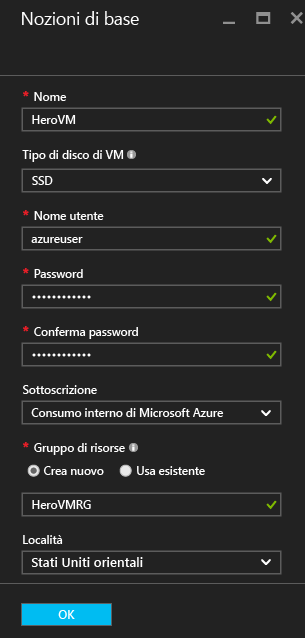 Nozioni di base
* Nome
HeroVM
Tipo di disco di VM
SSD
* Nome utente
azureuser
* Password
••••••••••••
* Conferma password
••••••••••••
Sottoscrizione
Consumo interno di Microsoft Azure
* Gruppo di risorse
Crea nuovo Usa esistente
HeroVMRG
Località
Stati Uniti orientali
OK